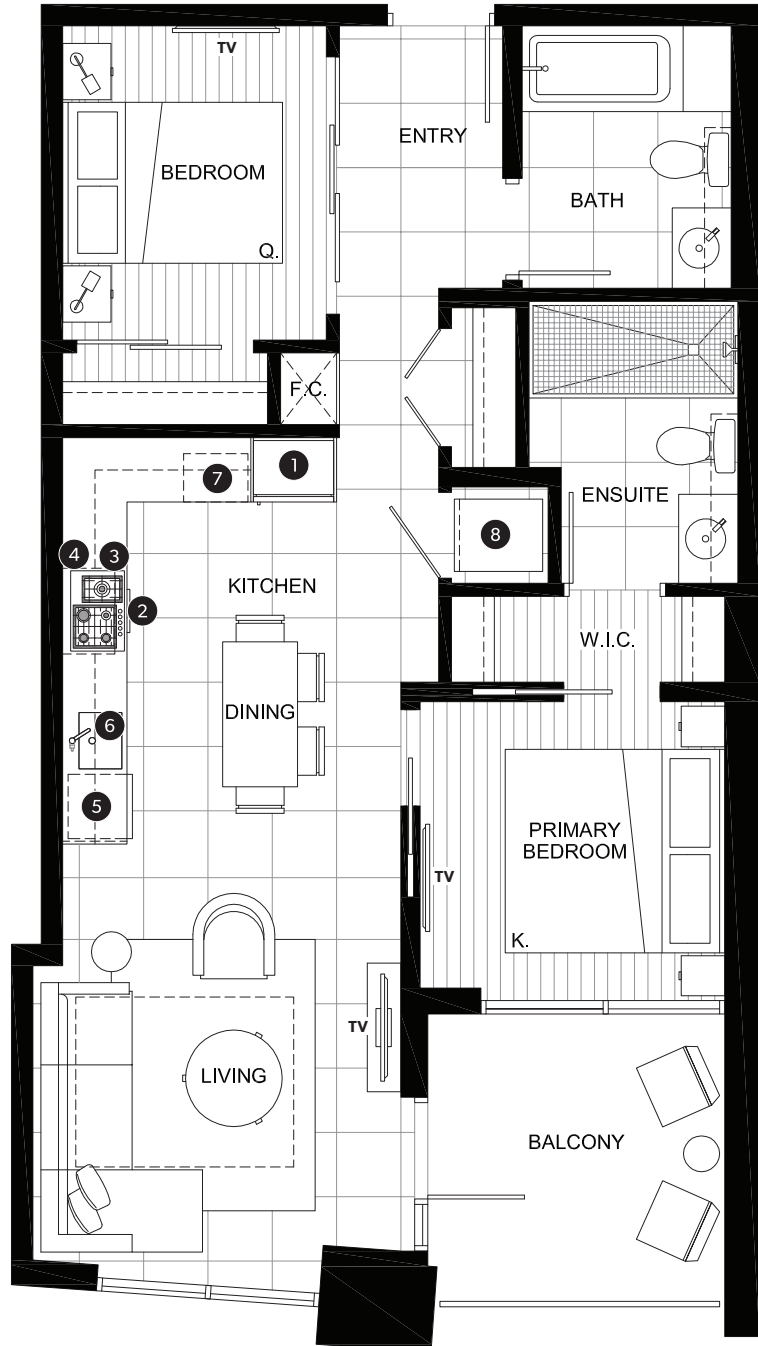 TV
ENTRY
BEDROOM
BATH
Q.
F.C.
1
7
8
ENSUITE
4
3
KITCHEN
2
W.I.C.
DINING
6
5
PRIMARY
BEDROOM
TV
K.
TV
LIVING
BALCONY